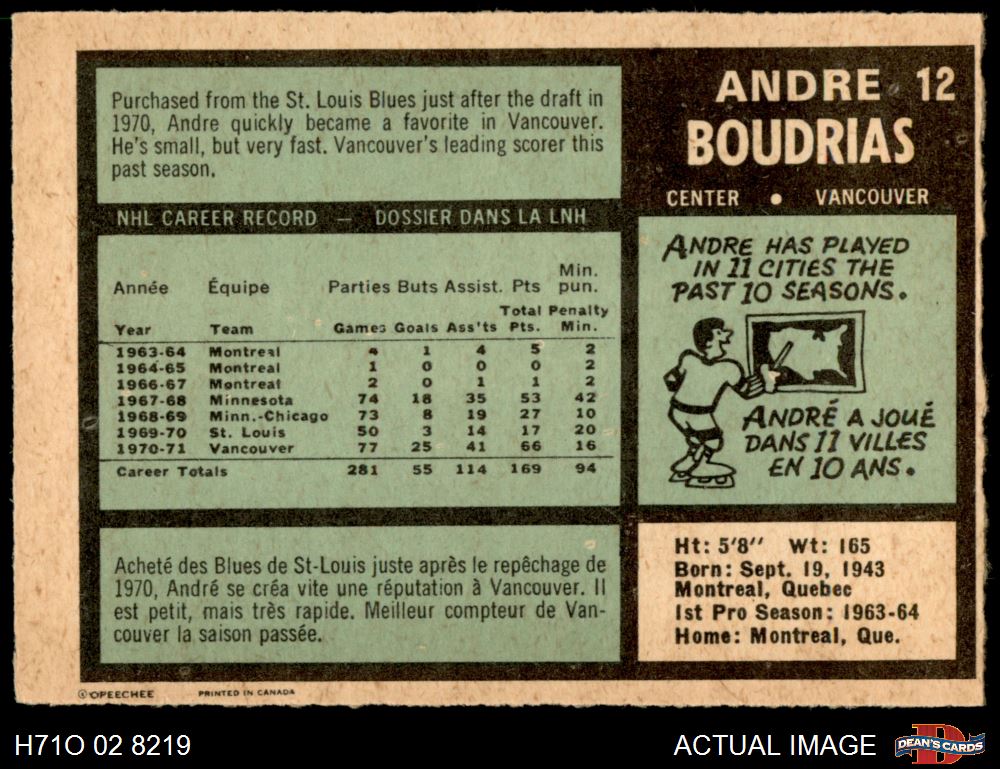 ANDRE 12
BOUDRIAS
CENTER • VANCOUVER
Purchased from the St. Louis Blues just after the draft in
1970, Andre quickly became a favorite in Vancouver.
He's small, but very fast. Vancouver's leading scorer this
past season.
NHL CAREER RECORD — DOSSIER DANS LA LNH
Année Équipe Parties Buts Assist. Pts Min. pun.
Year Team Games Goals Ass'ts Total Pts. Penalty Min.
1963-64 Montreal 4 1 4 5 2
1964-65 Montreal 1 0 0 0 2
1966-67 Montreal 2 0 1 1 2
1967-68 Minnesota 74 18 35 53 42
1968-69 Minn.-Chicago 73 8 19 27 10
1969-70 St. Louis 50 3 14 17 20
1970-71 Vancouver 77 25 41 66 16
Career Totals 281 55 114 169 94
Acheté des Blues de St-Louis juste après le repêchage de
1970, André se créa vite une réputation à Vancouver. Il
est petit, mais très rapide. Meilleur compteur de Van-
couver la saison passée.
ANDRE HAS PLAYED
IN 11 CITIES THE
PAST 10 SEASONS.
ANDRÉ A JOUÉ
DANS 11 VILLES
EN 10 ANS.
Ht: 5'8" Wt: 165
Born: Sept. 19, 1943
Montreal, Quebec
1st Pro Season: 1963-64
Home: Montreal, Que.
© OPEECHEE PRINTED IN CANADA
H71O 02 8219
ACTUAL IMAGE
D
DEAN'S CARDS